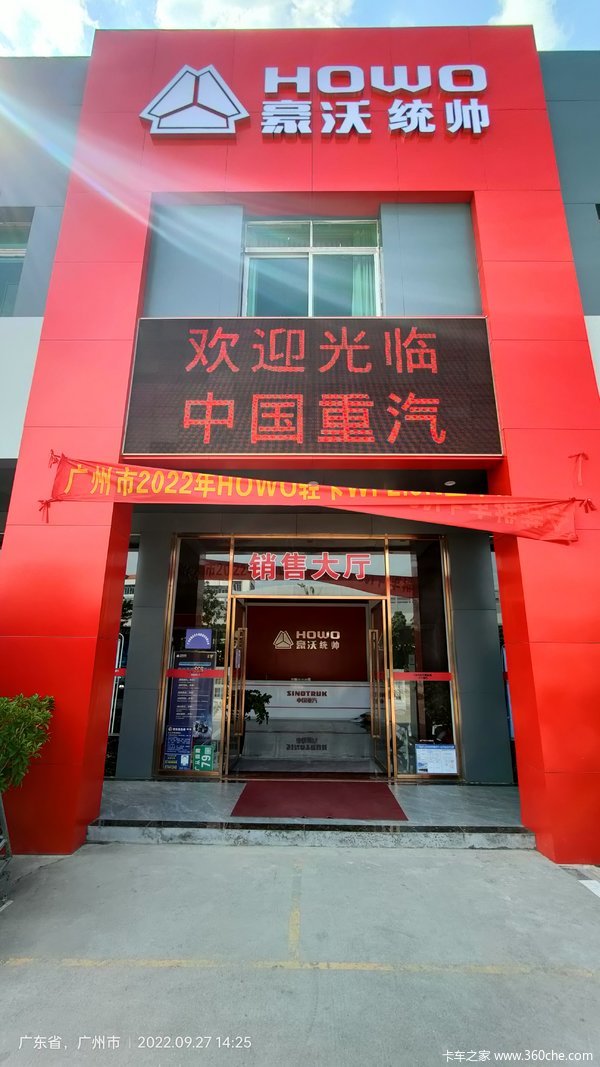 HOWO
豪沃 统帅
欢迎光临
中国重汽
广州市2022年HOWO轻卡
销售大厅
HOWO
豪沃统帅
SINOTRUK
中国重汽
79
广东省，广州市 | 2022.09.27 14:25
卡车之家 www.360che.com